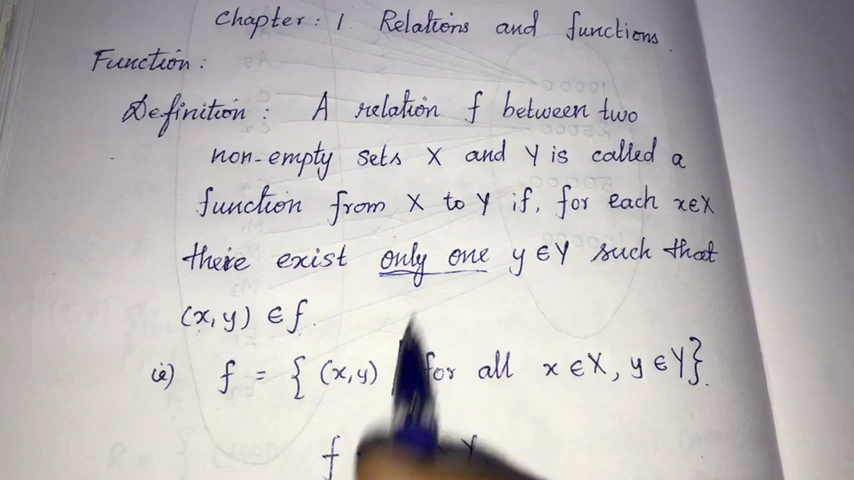 Chapter: 1 Relations and functions.
Function:
Definition: A relation f between two
non-empty sets X and Y is called a
function from X to Y if, for each x∈X
there exist only one y∈Y such that
(x,y) ∈ f.
ie) f = { (x,y) | for all x∈X, y∈Y}.
f Y